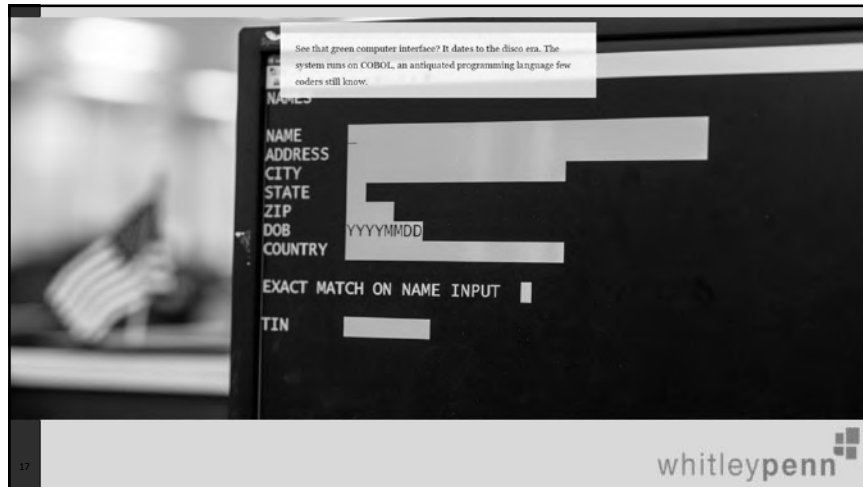 See that green computer interface? It dates to the disco era. The
system runs on COBOL, an antiquated programming language few
coders still know.
NAMES
NAME
ADDRESS
CITY
STATE
ZIP
DOB YYYYMMDD
COUNTRY
EXACT MATCH ON NAME INPUT
TIN
17
whitleypenn